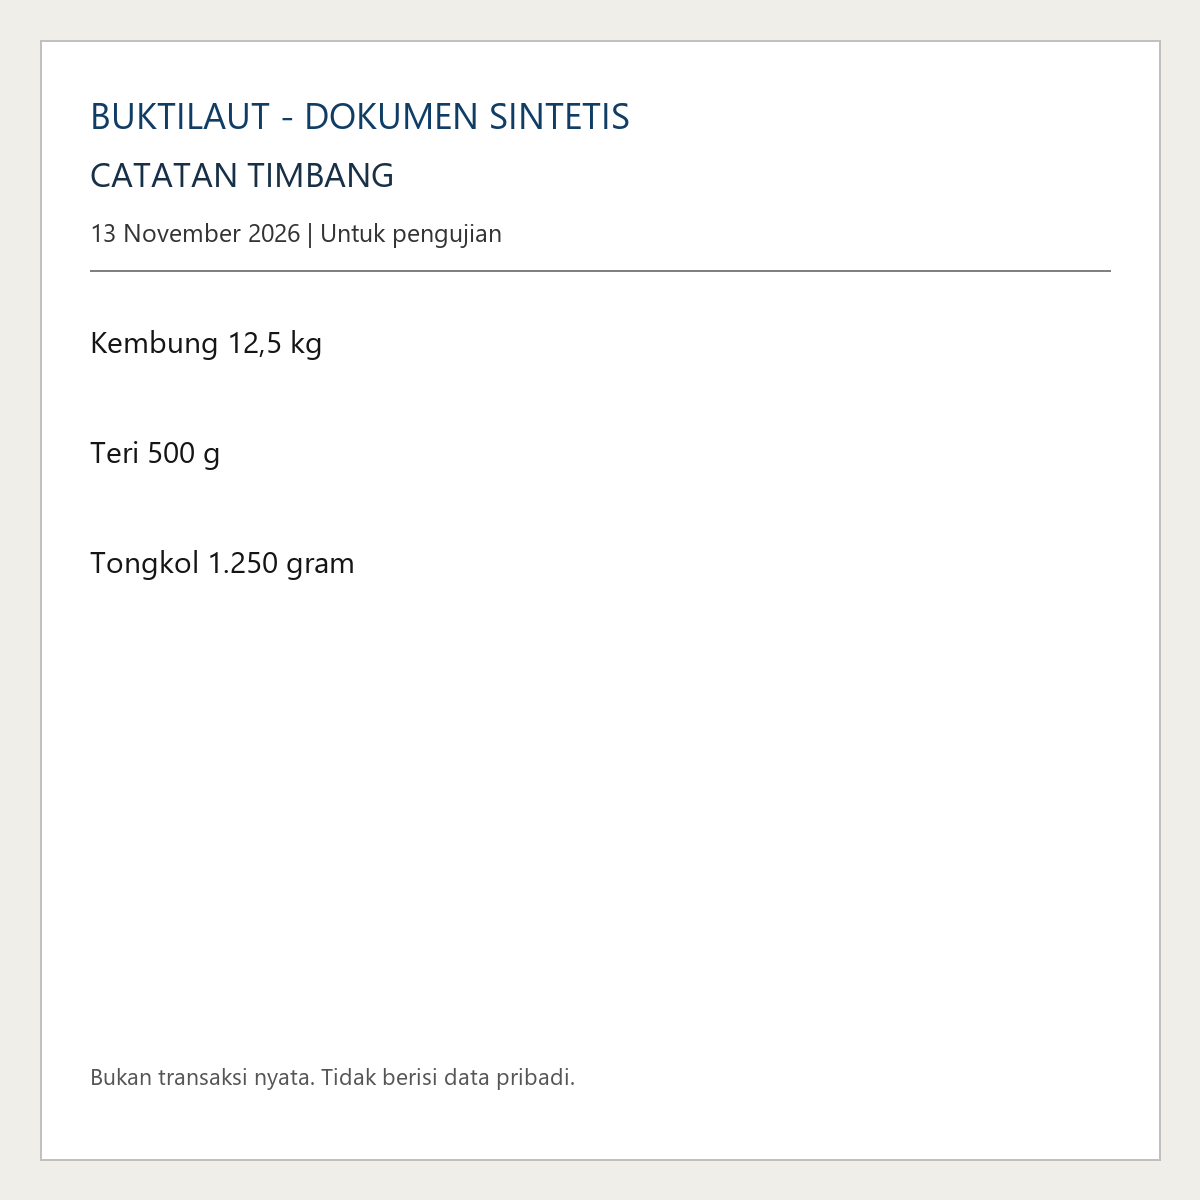 BUKTILAUT - DOKUMEN SINTETIS
CATATAN TIMBANG
13 November 2026 | Untuk pengujian
Kembung 12,5 kg
Teri 500 g
Tongkol 1.250 gram
Bukan transaksi nyata. Tidak berisi data pribadi.